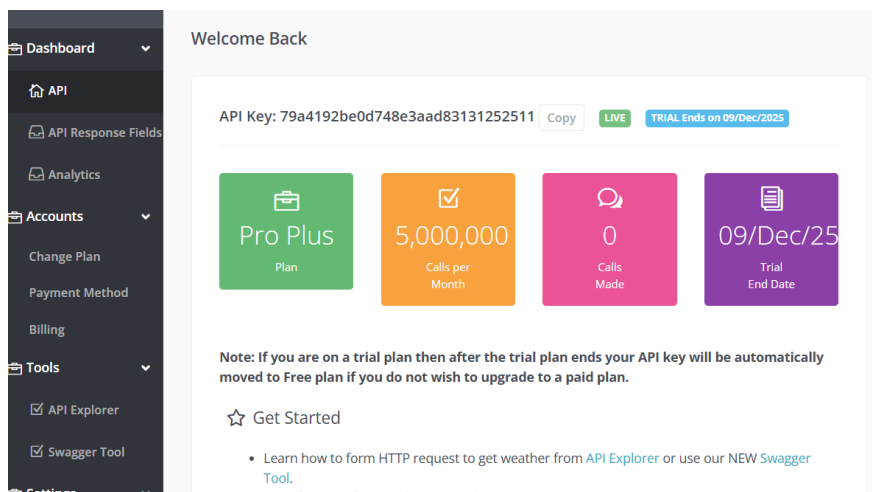 Dashboard
API
API Response Fields
Analytics
Accounts
Change Plan
Payment Method
Billing
Tools
API Explorer
Swagger Tool
Settings
Welcome Back
API Key: 79a4192be0d748e3aad83131252511 Copy LIVE TRIAL Ends on 09/Dec/2025
Pro Plus
Plan
5,000,000
Calls per
Month
0
Calls
Made
09/Dec/25
Trial
End Date
Note: If you are on a trial plan then after the trial plan ends your API key will be automatically
moved to Free plan if you do not wish to upgrade to a paid plan.
Get Started
• Learn how to form HTTP request to get weather from API Explorer or use our NEW Swagger
Tool.